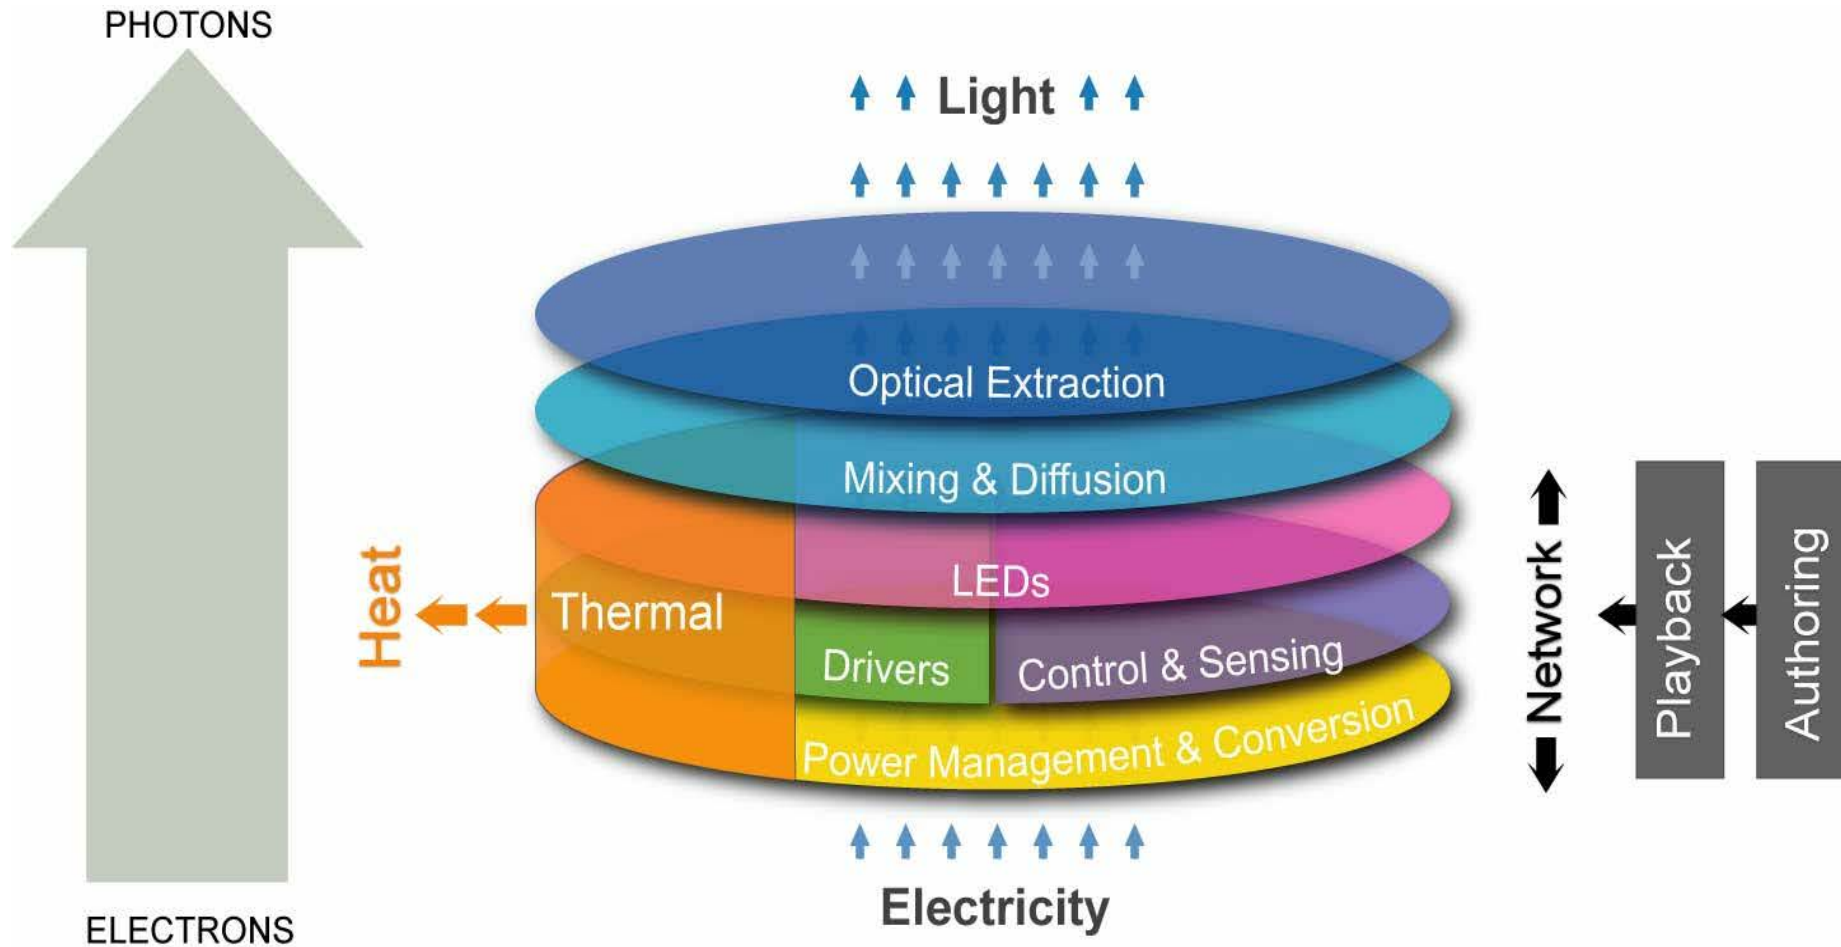 PHOTONS
Light
Optical Extraction
Mixing & Diffusion
LEDs
Heat
Thermal
Drivers
Control & Sensing
Power Management & Conversion
Network
Playback
Authoring
Electricity
ELECTRONS